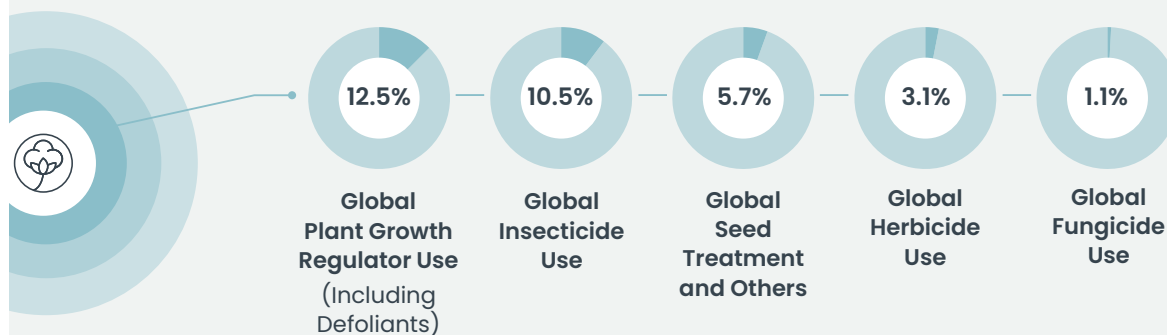 12.5%
Global
Plant Growth
Regulator Use
(Including
Defoliants)
10.5%
Global
Insecticide
Use
5.7%
Global
Seed
Treatment
and Others
3.1%
Global
Herbicide
Use
1.1%
Global
Fungicide
Use